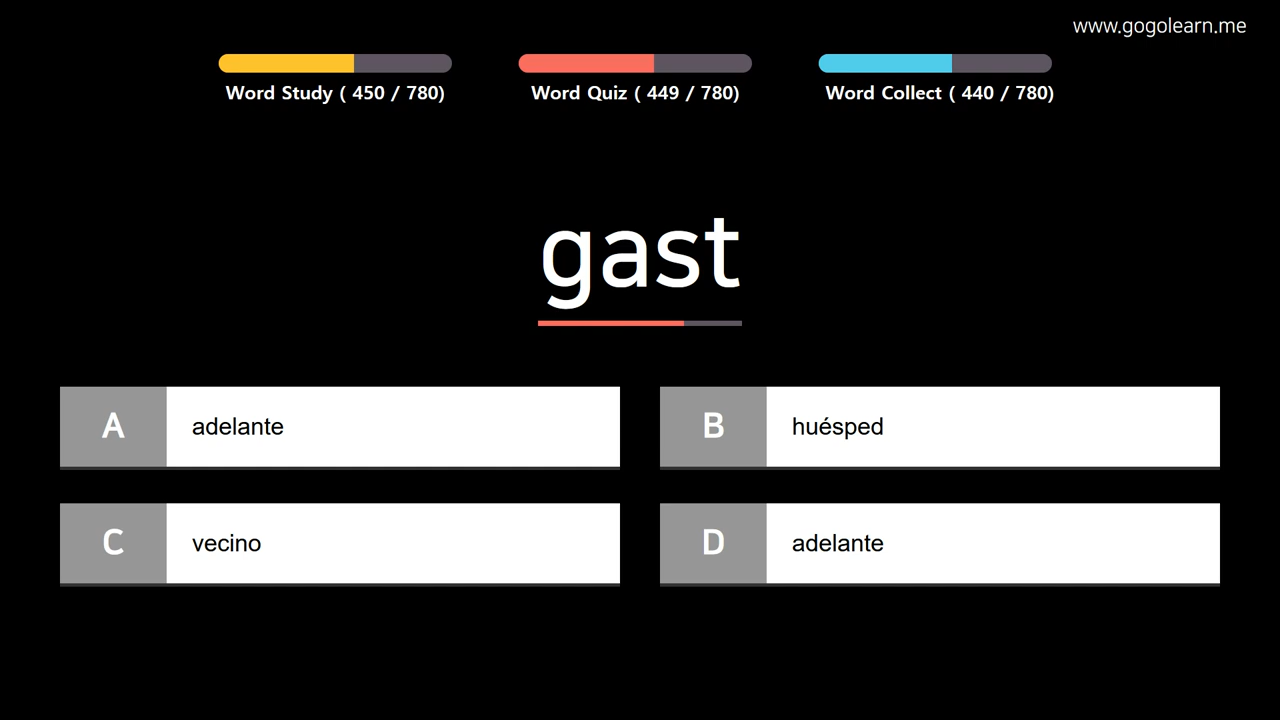 www.gogolearn.me
Word Study ( 450 / 780)
Word Quiz ( 449 / 780)
Word Collect ( 440 / 780)
gast
A adelante
B huésped
C vecino
D adelante